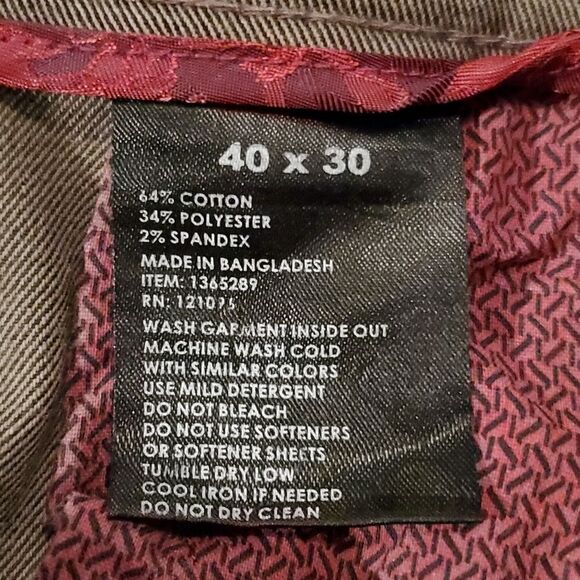 40 x 30
64% COTTON
34% POLYESTER
2% SPANDEX
MADE IN BANGLADESH
ITEM: 1365289
RN: 121075
WASH GARMENT INSIDE OUT
MACHINE WASH COLD
WITH SIMILAR COLORS
USE MILD DETERGENT
DO NOT BLEACH
DO NOT USE SOFTENERS
OR SOFTENER SHEETS
TUMBLE DRY LOW
COOL IRON IF NEEDED
DO NOT DRY CLEAN